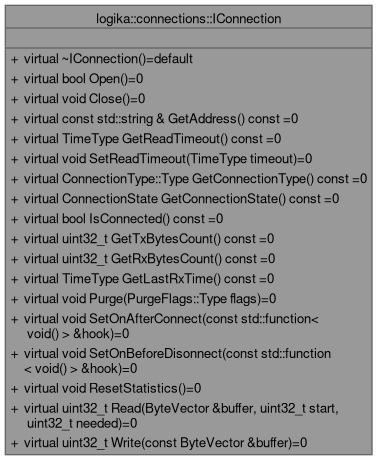 logika::connections::IConnection
+ virtual ~IConnection()=default
+ virtual bool Open()=0
+ virtual void Close()=0
+ virtual const std::string & GetAddress() const =0
+ virtual TimeType GetReadTimeout() const =0
+ virtual void SetReadTimeout(TimeType timeout)=0
+ virtual ConnectionType::Type GetConnectionType() const =0
+ virtual ConnectionState GetConnectionState() const =0
+ virtual bool IsConnected() const =0
+ virtual uint32_t GetTxBytesCount() const =0
+ virtual uint32_t GetRxBytesCount() const =0
+ virtual TimeType GetLastRxTime() const =0
+ virtual void Purge(PurgeFlags::Type flags)=0
+ virtual void SetOnAfterConnect(const std::function<
void() > &hook)=0
+ virtual void SetOnBeforeDisonnect(const std::function
< void() > &hook)=0
+ virtual void ResetStatistics()=0
+ virtual uint32_t Read(ByteVector &buffer, uint32_t start,
uint32_t needed)=0
+ virtual uint32_t Write(const ByteVector &buffer)=0